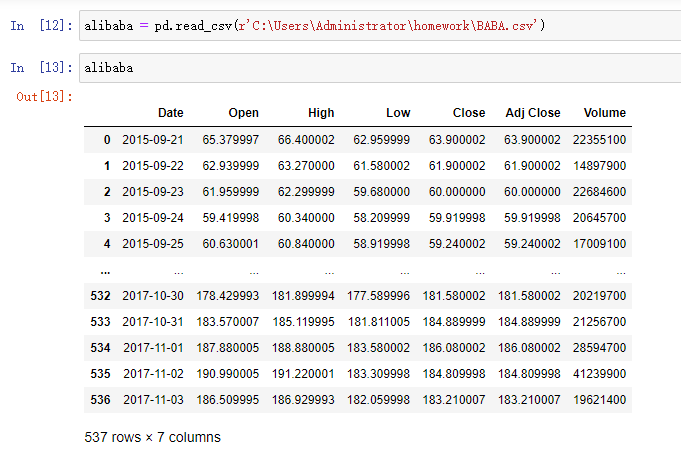 In [12]: alibaba = pd.read_csv(r'C:\Users\Administrator\homework\BABA.csv')
In [13]: alibaba
Out[13]:
Date Open High Low Close Adj Close Volume
0 2015-09-21 65.379997 66.400002 62.959999 63.900002 63.900002 22355100
1 2015-09-22 62.939999 63.270000 61.580002 61.900002 61.900002 14897900
2 2015-09-23 61.959999 62.299999 59.680000 60.000000 60.000000 22684600
3 2015-09-24 59.419998 60.340000 58.209999 59.919998 59.919998 20645700
4 2015-09-25 60.630001 60.840000 58.919998 59.240002 59.240002 17009100
... ... ... ... ... ... ... ...
532 2017-10-30 178.429993 181.899994 177.589996 181.580002 181.580002 20219700
533 2017-10-31 183.570007 185.119995 181.811005 184.889999 184.889999 21256700
534 2017-11-01 187.880005 188.880005 183.580002 186.080002 186.080002 28594700
535 2017-11-02 190.990005 191.220001 183.309998 184.809998 184.809998 41239900
536 2017-11-03 186.509995 186.929993 182.059998 183.210007 183.210007 19621400
537 rows × 7 columns